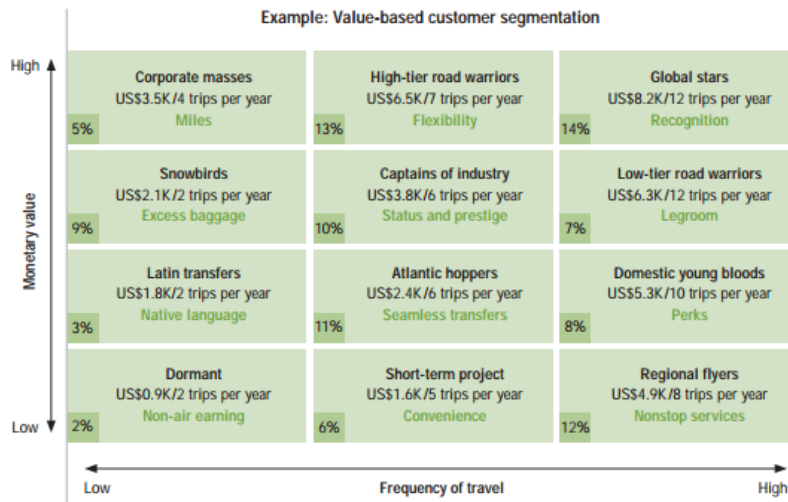 Example: Value-based customer segmentation
High
Monetary value
Low
Corporate masses
US$3.5K/4 trips per year
Miles
5%
High-tier road warriors
US$6.5K/7 trips per year
Flexibility
13%
Global stars
US$8.2K/12 trips per year
Recognition
14%
Snowbirds
US$2.1K/2 trips per year
Excess baggage
9%
Captains of industry
US$3.8K/6 trips per year
Status and prestige
10%
Low-tier road warriors
US$6.3K/12 trips per year
Legroom
7%
Latin transfers
US$1.8K/2 trips per year
Native language
3%
Atlantic hoppers
US$2.4K/6 trips per year
Seamless transfers
11%
Domestic young bloods
US$5.3K/10 trips per year
Perks
8%
Dormant
US$0.9K/2 trips per year
Non-air earning
2%
Short-term project
US$1.6K/5 trips per year
Convenience
6%
Regional flyers
US$4.9K/8 trips per year
Nonstop services
12%
Low
Frequency of travel
High